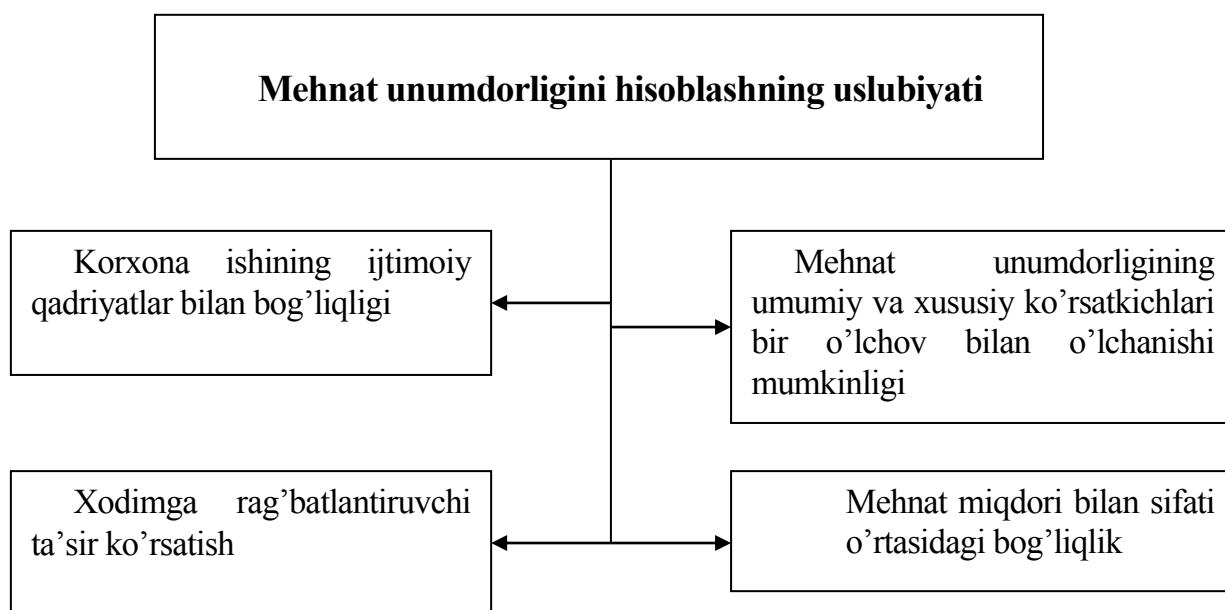 Mehnat unumdorligini hisoblashning uslubiyati
Korxona ishining ijtimoiy
qadriyatlar bilan bog’liqligi
Mehnat unumdorligining
umumiy va xususiy ko’rsatkichlari
bir o’lchov bilan o’lchanishi
mumkinligi
Xodimga rag’batlantiruvchi
ta’sir ko’rsatish
Mehnat miqdori bilan sifati
o’rtasidagi bog’liqlik